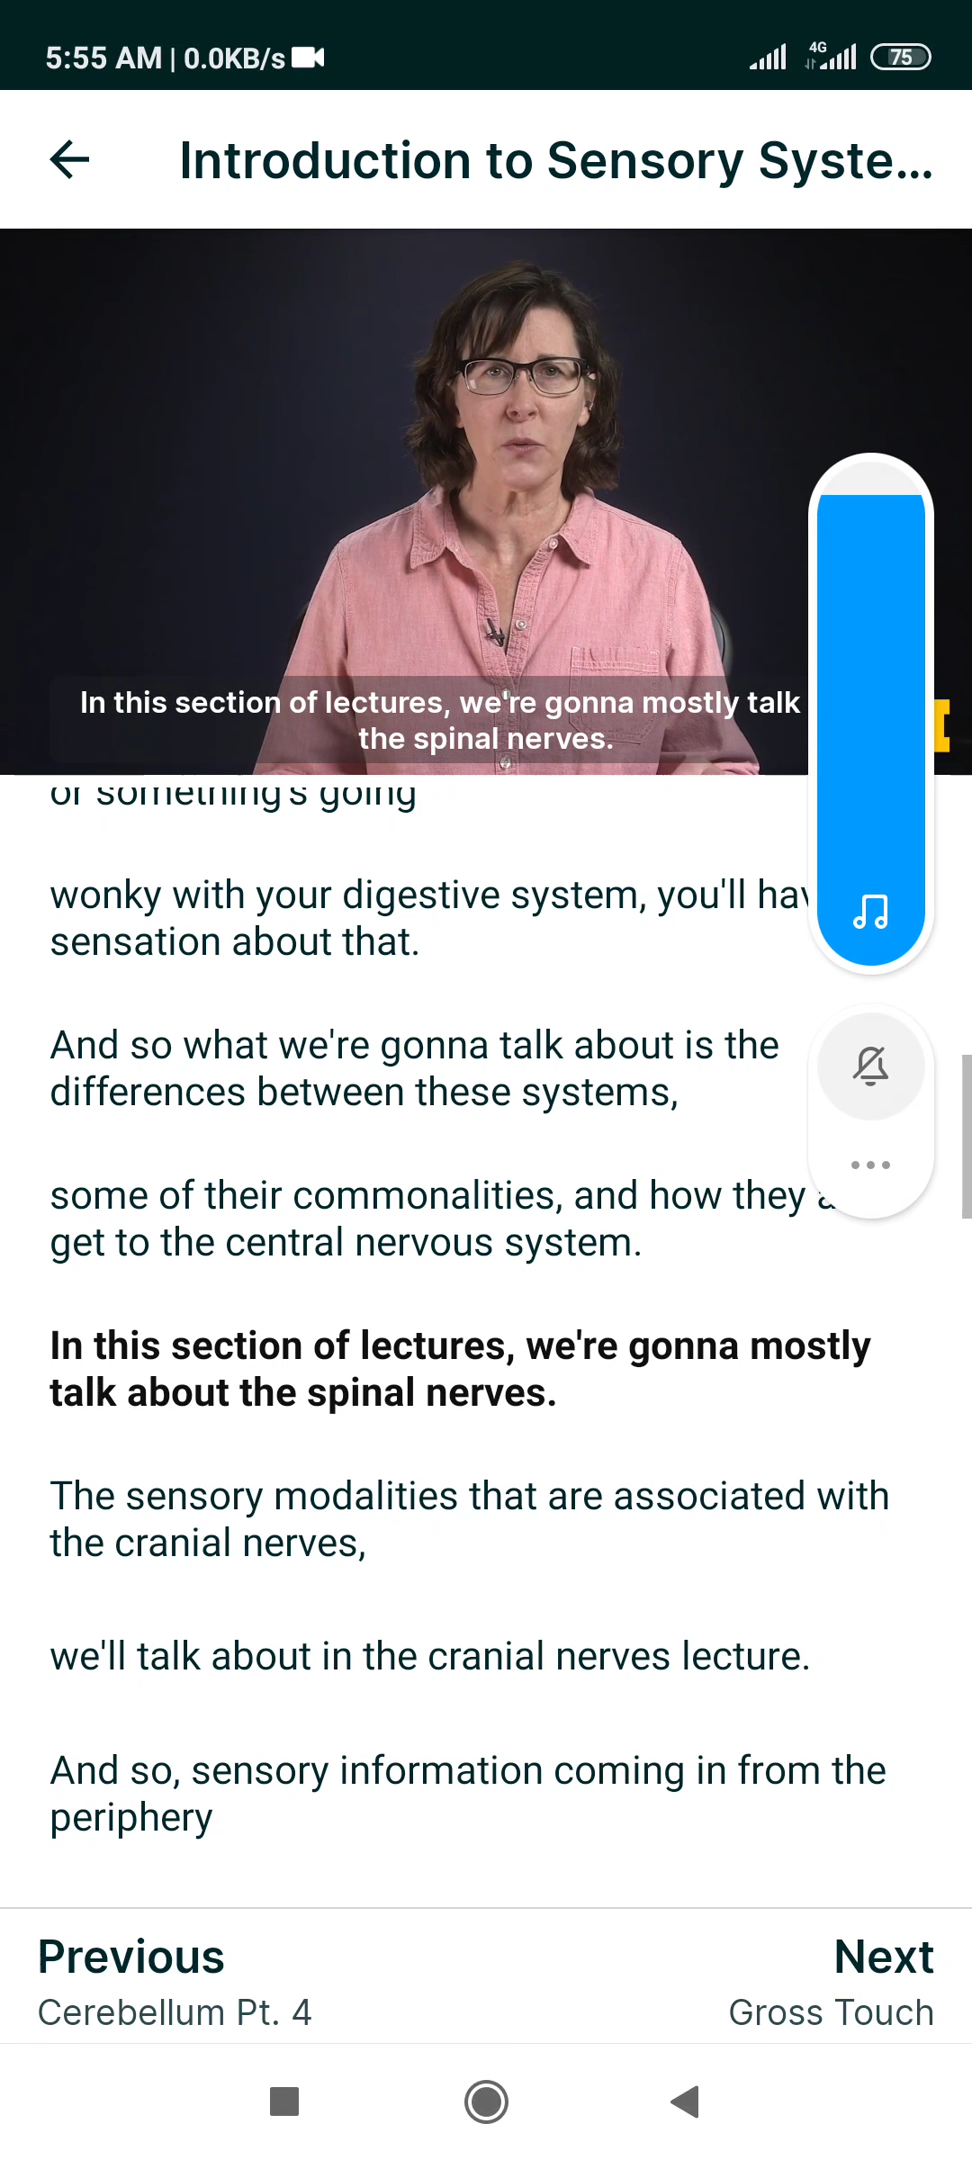 5:55 AM | 0.0KB/s
4G
75
Introduction to Sensory Syste...
In this section of lectures, we're gonna mostly talk
the spinal nerves.
or something's going
wonky with your digestive system, you'll
sensation about that.
And so what we're gonna talk about is the
differences between these systems,
some of their commonalities, and how they
get to the central nervous system.
In this section of lectures, we're gonna mostly
talk about the spinal nerves.
The sensory modalities that are associated with
the cranial nerves,
we'll talk about in the cranial nerves lecture.
And so, sensory information coming in from the
periphery
Previous
Next
Cerebellum Pt. 4
Gross Touch